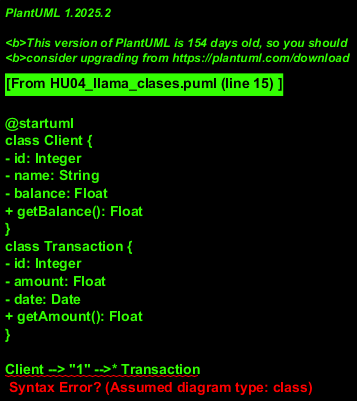 PlantUML 1.2025.2
<b>This version of PlantUML is 154 days old, so you should
<b>consider upgrading from https://plantuml.com/download
[From HU04_llama_clases.puml (line 15) ]
@startuml
class Client {
- id: Integer
- name: String
- balance: Float
+ getBalance(): Float
}
class Transaction {
- id: Integer
- amount: Float
- date: Date
+ getAmount(): Float
}
Client --> "1" -->* Transaction
Syntax Error? (Assumed diagram type: class)